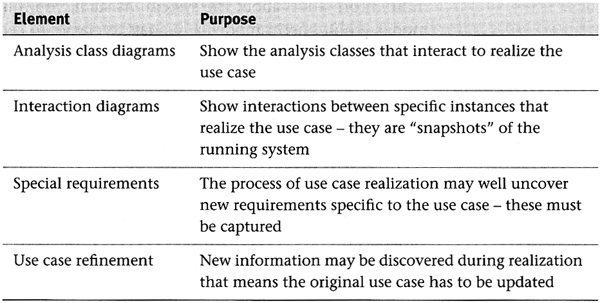 Element Purpose
Analysis class diagrams Show the analysis classes that interact to realize the
use case
Interaction diagrams Show interactions between specific instances that
realize the use case – they are “snapshots” of the
running system
Special requirements The process of use case realization may well uncover
new requirements specific to the use case – these must
be captured
Use case refinement New information may be discovered during realization
that means the original use case has to be updated